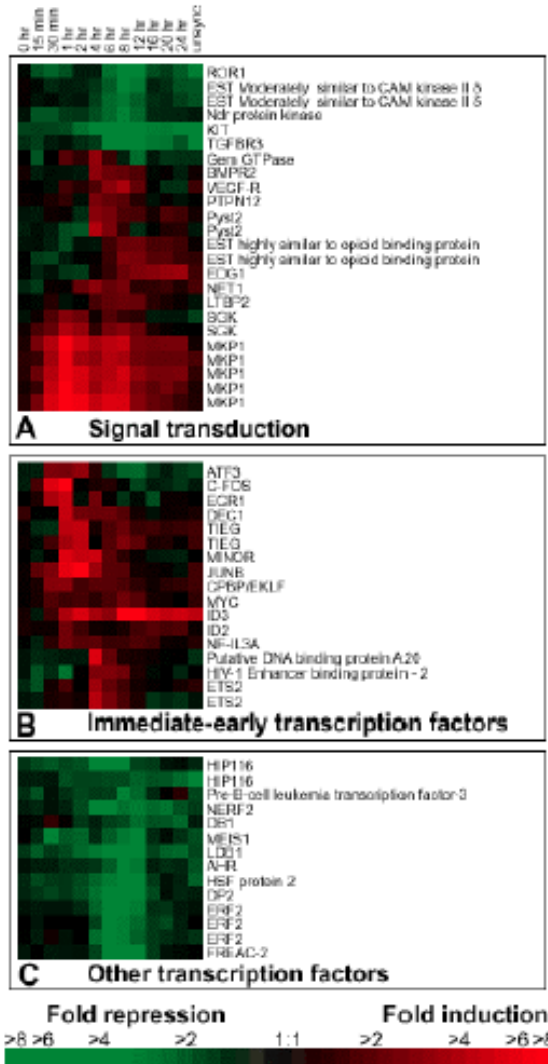 0 hr
15 min
30 min
1 hr
2 hr
4 hr
6 hr
8 hr
12 hr
16 hr
20 hr
24 hr
unsync
ROR1
EST Moderately similar to CAM kinase II δ
EST Moderately similar to CAM kinase II δ
Ndr protein kinase
KIT
TGFBR3
Gem GTPase
BMPR2
VEGF-R
PTPN12
Pyst2
Pyst2
EST highly similar to opioid binding protein
EST highly similar to opioid binding protein
EDG1
NET1
LTBP2
SGK
SGK
MKP1
MKP1
MKP1
MKP1
MKP1
A Signal transduction
ATF3
C-FOS
EGR1
DEC1
TIEG
TIEG
MINOR
JUNB
CPBP/EKLF
MYC
ID3
ID2
NF-IL3A
Putative DNA binding protein A20
HIV-1 Enhancer binding protein - 2
ETS2
ETS2
B Immediate-early transcription factors
HIP116
HIP116
Pre-B-cell leukemia transcription factor-3
NERF2
DB1
MEIS1
LDB1
AHR
HSF protein 2
DP2
ERF2
ERF2
ERF2
FREAC-2
C Other transcription factors
Fold repression Fold induction
>8 >6 >4 >2 1:1 >2 >4 >6 >8